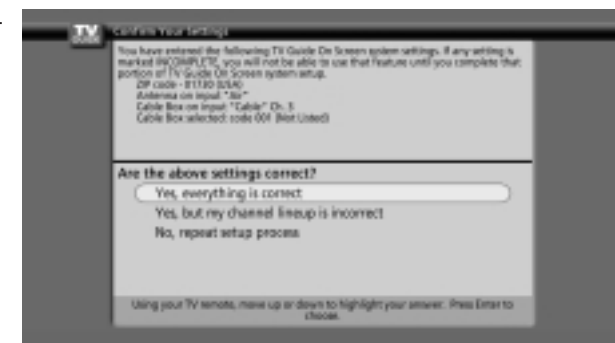 TV
GUIDE
Confirm Your Settings
You have entered the following TV Guide On Screen system settings. If any setting is
marked INCOMPLETE, you will not be able to use that feature until you complete that
portion of TV Guide On Screen system setup.
ZIP code - 01730 (USA)
Antenna on input "Air"
Cable Box on input "Cable" Ch. 3
Cable Box selected: code 001 (Not Listed)
Are the above settings correct?
Yes, everything is correct
Yes, but my channel lineup is incorrect
No, repeat setup process
Using your TV remote, move up or down to highlight your answer. Press Enter to
choose.